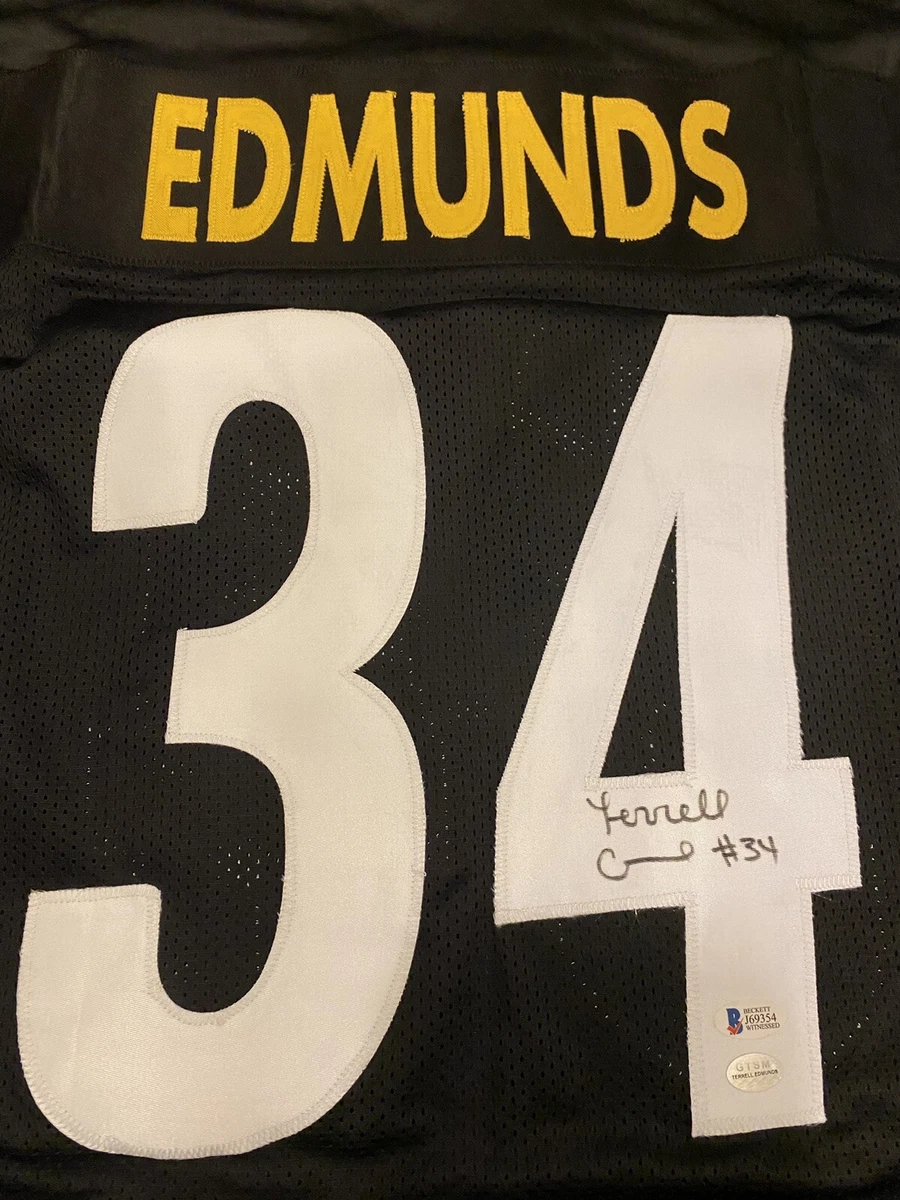 EDMUNDS
34
Terrell
#34
BECKETT
J69354
WITNESSED
GTSM
TERRELL EDMUNDS